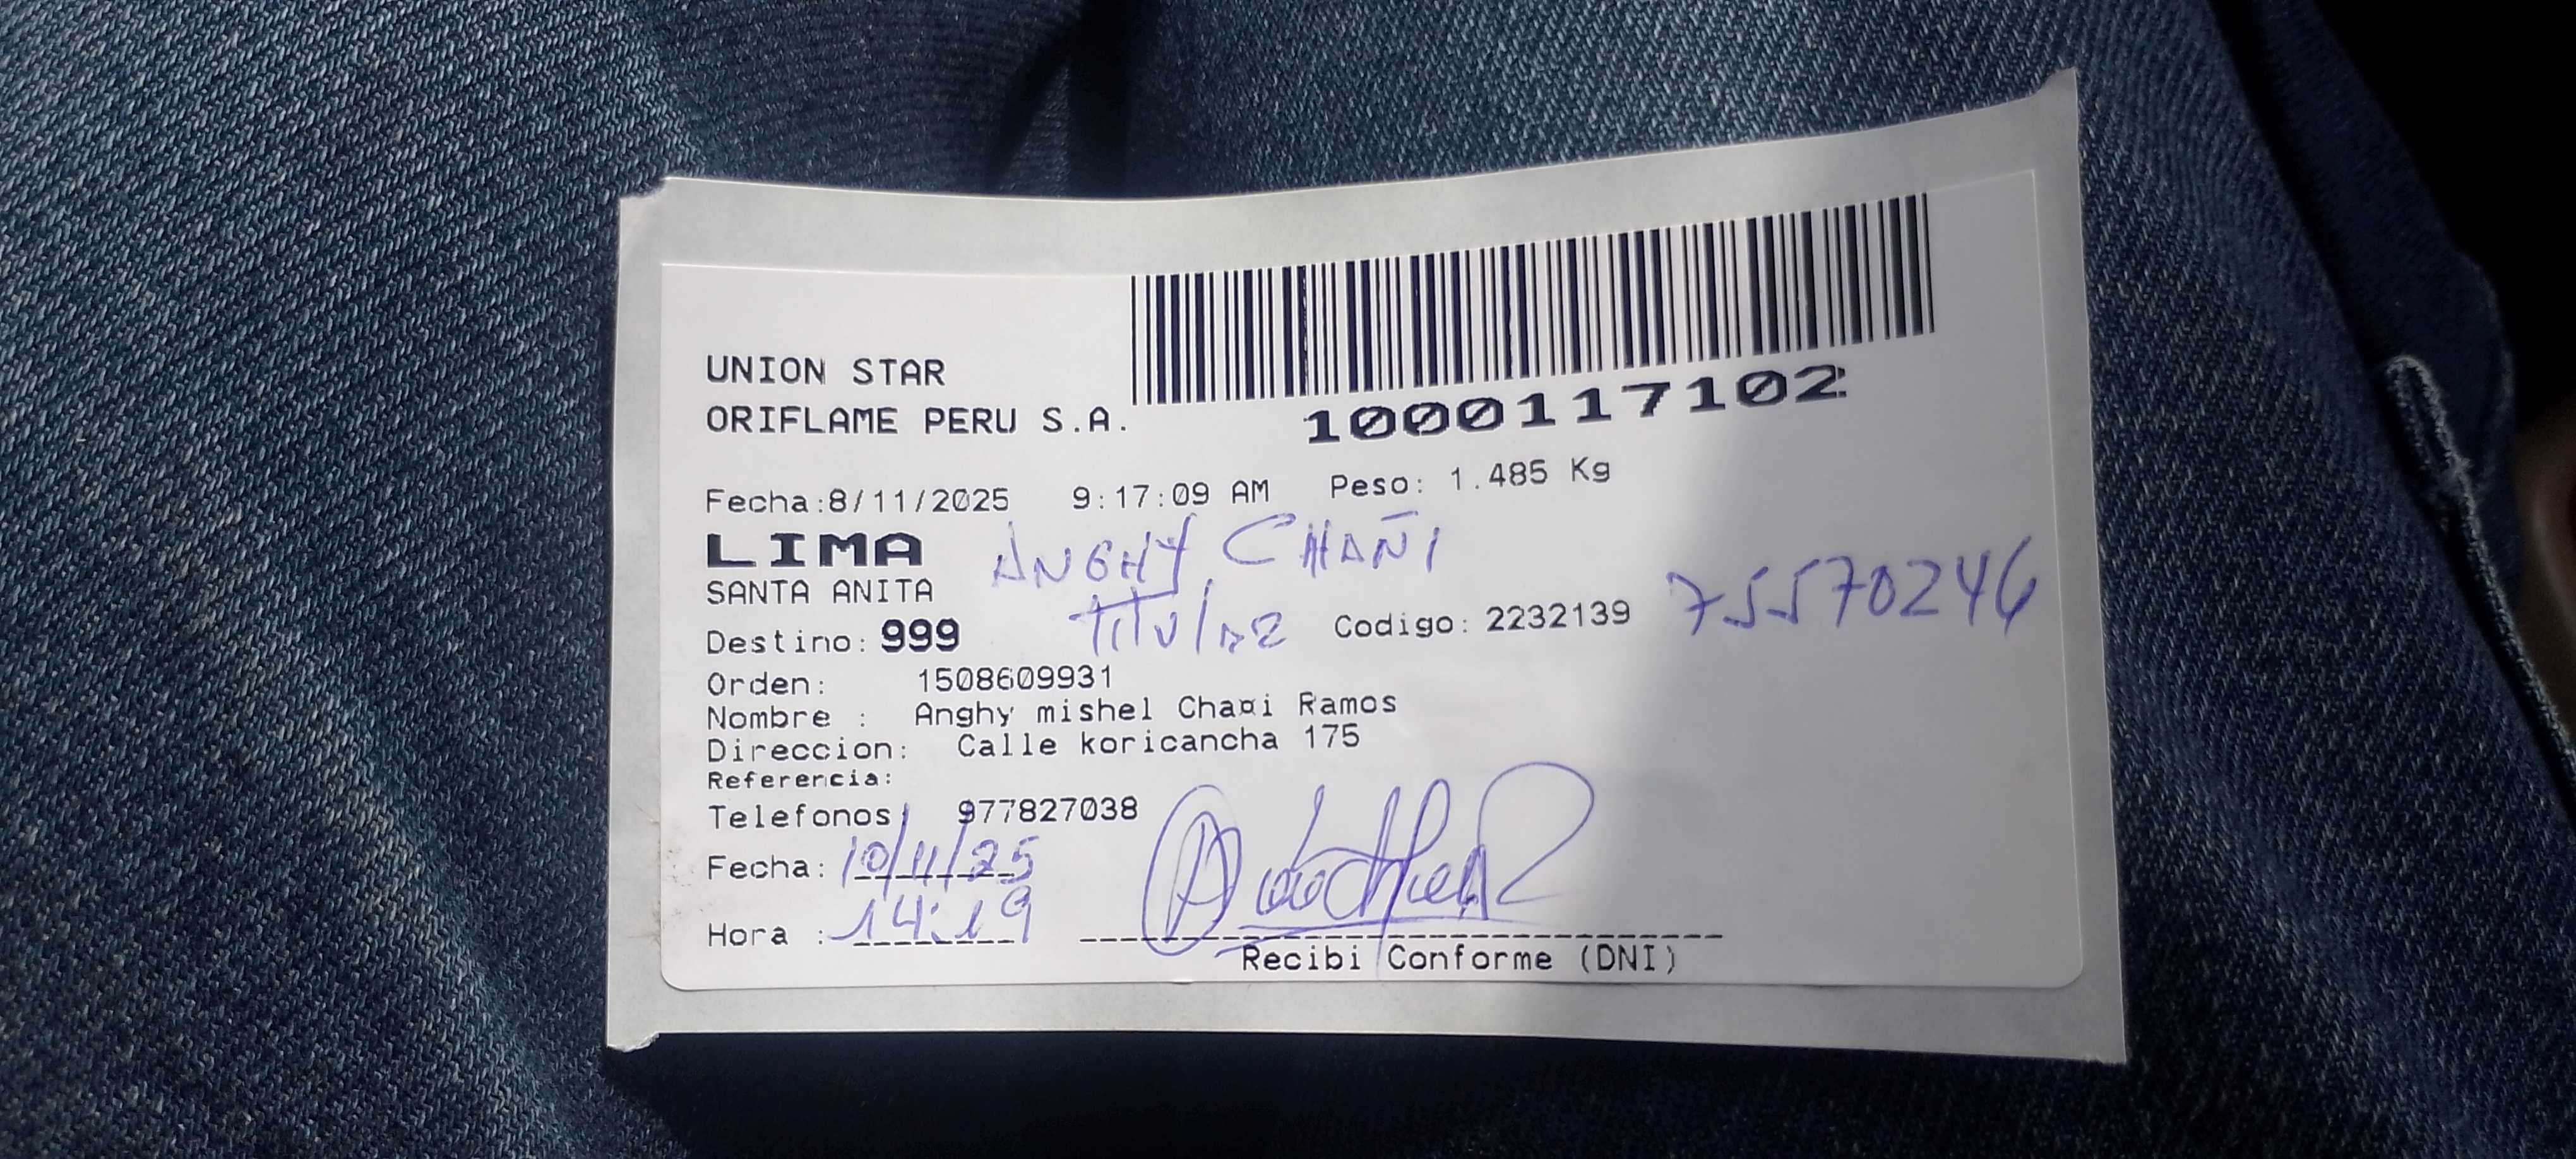 UNION STAR
ORIFLAME PERU S.A.
1000117102
Fecha:8/11/2025 9:17:09 AM Peso: 1.485 Kg
LIMA ANGHY CHAÑI
SANTA ANITA
Titular 75570246
Destino: 999 Codigo: 2232139
Orden: 1508609931
Nombre : Anghy mishel Cha¤i Ramos
Direccion: Calle koricancha 175
Referencia:
Telefonos: 977827038
Fecha: 10/11/25
Hora : 14:19
Recibi Conforme (DNI)